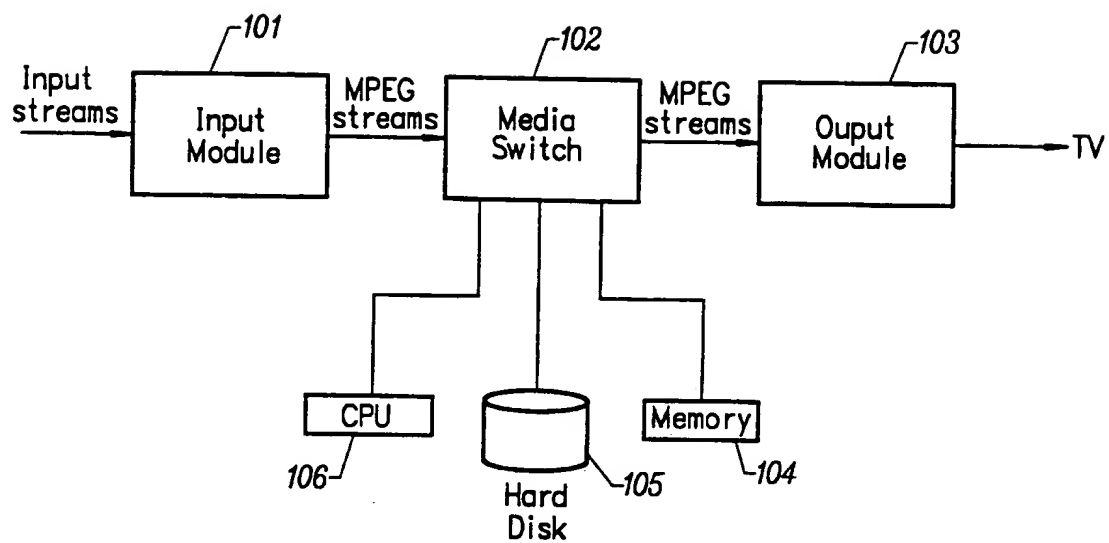 101
102
103
Input
streams
Input
Module
MPEG
streams
Media
Switch
MPEG
streams
Ouput
Module
TV
CPU
106
Hard
Disk
105
Memory
104